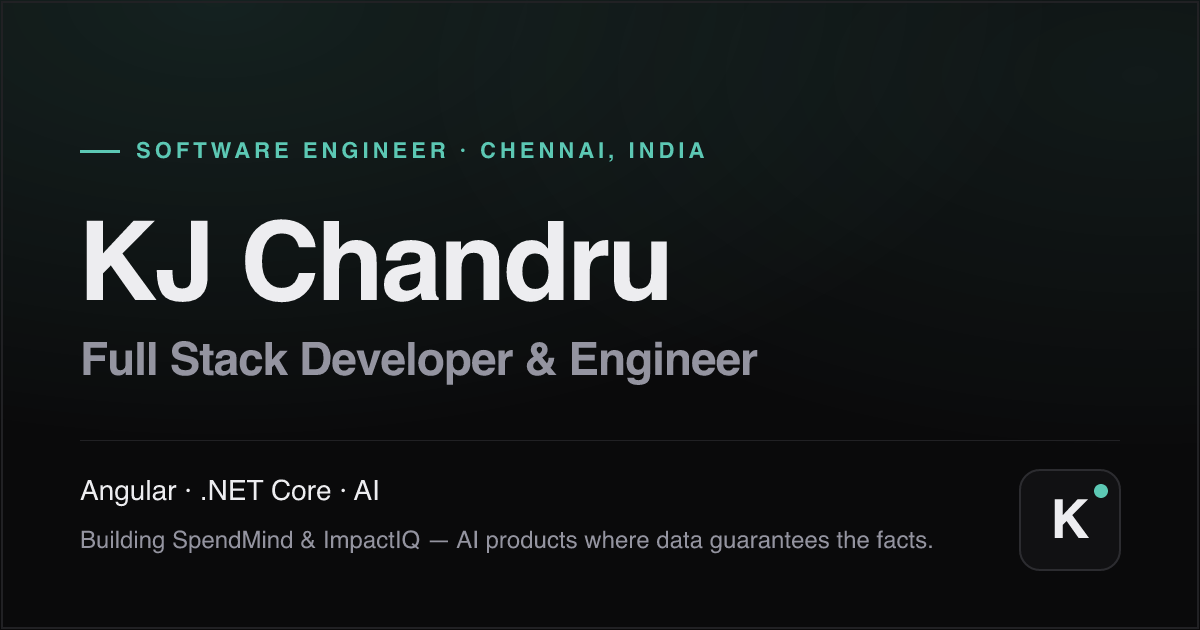 SOFTWARE ENGINEER · CHENNAI, INDIA
KJ Chandru
Full Stack Developer & Engineer
Angular · .NET Core · AI
Building SpendMind & ImpactIQ — AI products where data guarantees the facts.
K